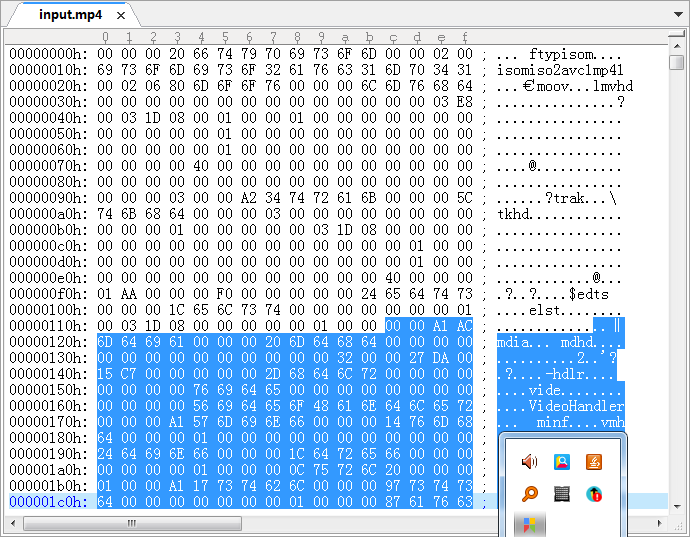 input.mp4
0 1 2 3 4 5 6 7 8 9 a b c d e f
00000000h: 00 00 00 20 66 74 79 70 69 73 6F 6D 00 00 02 00 ; ... ftypisom....
00000010h: 69 73 6F 6D 69 73 6F 32 61 76 63 31 6D 70 34 31 ; isomiso2avc1mp41
00000020h: 00 02 06 80 6D 6F 6F 76 00 00 00 6C 6D 76 68 64 ; ...€moov...lmvhd
00000030h: 00 00 00 00 00 00 00 00 00 00 00 00 00 00 03 E8 ; ...............?
00000040h: 00 03 1D 08 00 01 00 00 01 00 00 00 00 00 00 00 ; ................
00000050h: 00 00 00 00 00 01 00 00 00 00 00 00 00 00 00 00 ; ................
00000060h: 00 00 00 00 00 01 00 00 00 00 00 00 00 00 00 00 ; ................
00000070h: 00 00 00 00 40 00 00 00 00 00 00 00 00 00 00 00 ; ....@...........
00000080h: 00 00 00 00 00 00 00 00 00 00 00 00 00 00 00 00 ; ................
00000090h: 00 00 00 03 00 00 A2 34 74 72 61 6B 00 00 00 5C ; ......?trak...\
000000a0h: 74 6B 68 64 00 00 00 03 00 00 00 00 00 00 00 00 ; tkhd............
000000b0h: 00 00 00 01 00 00 00 00 00 03 1D 08 00 00 00 00 ; ................
000000c0h: 00 00 00 00 00 00 00 00 00 00 00 00 00 01 00 00 ; ................
000000d0h: 00 00 00 00 00 00 00 00 00 00 00 00 00 01 00 00 ; ................
000000e0h: 00 00 00 00 00 00 00 00 00 00 00 00 40 00 00 00 ; ............@...
000000f0h: 01 AA 00 00 F0 00 00 00 00 00 00 24 65 64 74 73 ; .?..?....$edts
00000100h: 00 00 00 1C 65 6C 73 74 00 00 00 00 00 00 00 01 ; ....elst........
00000110h: 00 03 1D 08 00 00 00 00 00 01 00 00 00 00 A1 AC ; ..............‖
00000120h: 6D 64 69 61 00 00 00 20 6D 64 68 64 00 00 00 00 ; mdia... mdhd....
00000130h: 00 00 00 00 00 00 00 00 00 00 32 00 00 27 DA 00 ; ..........2..'?
00000140h: 15 C7 00 00 00 00 2D 68 64 6C 72 00 00 00 00 00 ; .?....-hdlr.....
00000150h: 00 00 00 00 76 69 64 65 00 00 00 00 00 00 00 00 ; ....vide........
00000160h: 00 00 00 00 56 69 64 65 6F 48 61 6E 64 6C 65 72 ; ....VideoHandler
00000170h: 00 00 00 A1 57 6D 69 6E 66 00 00 00 14 76 6D 68 ; minf....vmh
00000180h: 64 00 00 00 01 00 00 00 00 00 00 00 00 00 00 00 ;
00000190h: 24 64 69 6E 66 00 00 00 1C 64 72 65 66 00 00 00 ;
000001a0h: 00 00 00 00 01 00 00 00 0C 75 72 6C 20 00 00 00 ;
000001b0h: 01 00 00 A1 17 73 74 62 6C 00 00 00 97 73 74 73 ;
000001c0h: 64 00 00 00 00 00 00 00 01 00 00 00 87 61 76 63 ;